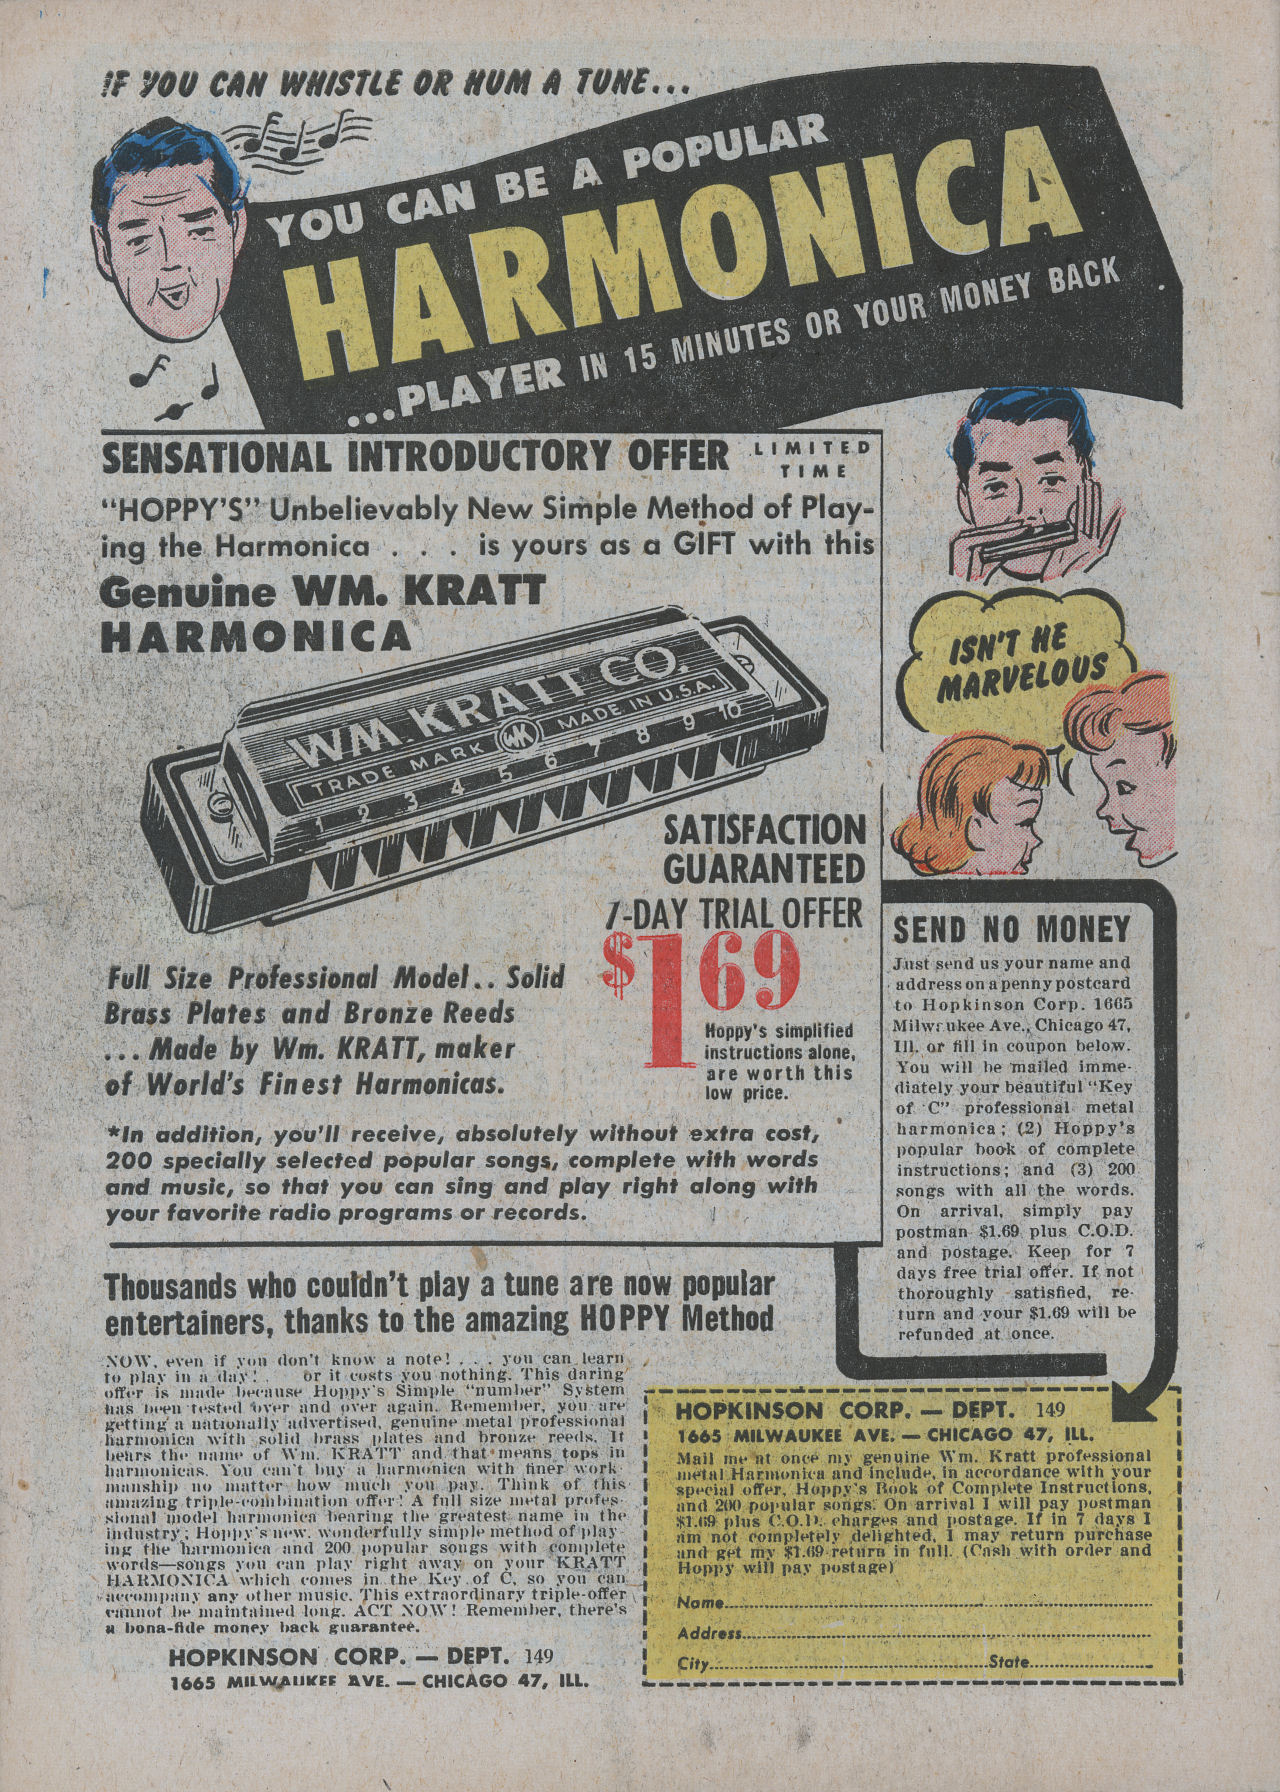 IF YOU CAN WHISTLE OR HUM A TUNE...
YOU CAN BE A POPULAR
HARMONICA
...PLAYER IN 15 MINUTES OR YOUR MONEY BACK
SENSATIONAL INTRODUCTORY OFFER LIMITED
TIME
"HOPPY'S" Unbelievably New Simple Method of Play-
ing the Harmonica . . . is yours as a GIFT with this
Genuine WM. KRATT
HARMONICA
WM. KRATT CO.
TRADE MARK WK MADE IN U.S.A.
1 2 3 4 5 6 7 8 9 10
SATISFACTION
GUARANTEED
7-DAY TRIAL OFFER
$169
Hoppy's simplified
instructions alone,
are worth this
low price.
Full Size Professional Model.. Solid
Brass Plates and Bronze Reeds
...Made by Wm. KRATT, maker
of World's Finest Harmonicas.
*In addition, you'll receive, absolutely without extra cost,
200 specially selected popular songs, complete with words
and music, so that you can sing and play right along with
your favorite radio programs or records.
ISN'T HE
MARVELOUS
SEND NO MONEY
Just send us your name and
address on a penny postcard
to Hopkinson Corp. 1665
Milwaukee Ave., Chicago 47,
Ill. or fill in coupon below.
You will be mailed imme-
diately your beautiful "Key
of C" professional metal
harmonica; (2) Hoppy's
popular book of complete
instructions; and (3) 200
songs with all the words.
On arrival, simply pay
postman $1.69 plus C.O.D.
and postage. Keep for 7
days free trial offer. If not
thoroughly satisfied, re-
turn and your $1.69 will be
refunded at once.
Thousands who couldn't play a tune are now popular
entertainers, thanks to the amazing HOPPY Method
NOW, even if you don't know a note! . . . you can learn
to play in a day! . or it costs you nothing. This daring
offer is made because Hoppy's Simple "number" System
has been tested over and over again. Remember, you are
getting a nationally advertised, genuine metal professional
harmonica with solid brass plates and bronze reeds. It
bears the name of Wm. KRATT and that means tops in
harmonicas. You can't buy a harmonica with finer work-
manship no matter how much you pay. Think of this
amazing triple-combination offer! A full size metal profes-
sional model harmonica bearing the greatest name in the
industry; Hoppy's new, wonderfully simple method of play-
ing the harmonica and 200 popular songs with complete
words—songs you can play right away on your KRATT
HARMONICA which comes in the Key of C, so you can
accompany any other music. This extraordinary triple-offer
cannot be maintained long. ACT NOW! Remember, there's
a bona-fide money back guarantee.
HOPKINSON CORP. — DEPT. 149
1665 MILWAUKEE AVE. — CHICAGO 47, ILL.
HOPKINSON CORP. — DEPT. 149
1665 MILWAUKEE AVE. — CHICAGO 47, ILL.
Mail me at once my genuine Wm. Kratt professional
metal Harmonica and include, in accordance with your
special offer, Hoppy's Book of Complete Instructions,
and 200 popular songs. On arrival I will pay postman
$1.69 plus C.O.D. charges and postage. If in 7 days I
am not completely delighted, I may return purchase
and get my $1.69 return in full. (Cash with order and
Hoppy will pay postage)
Name
Address
City State